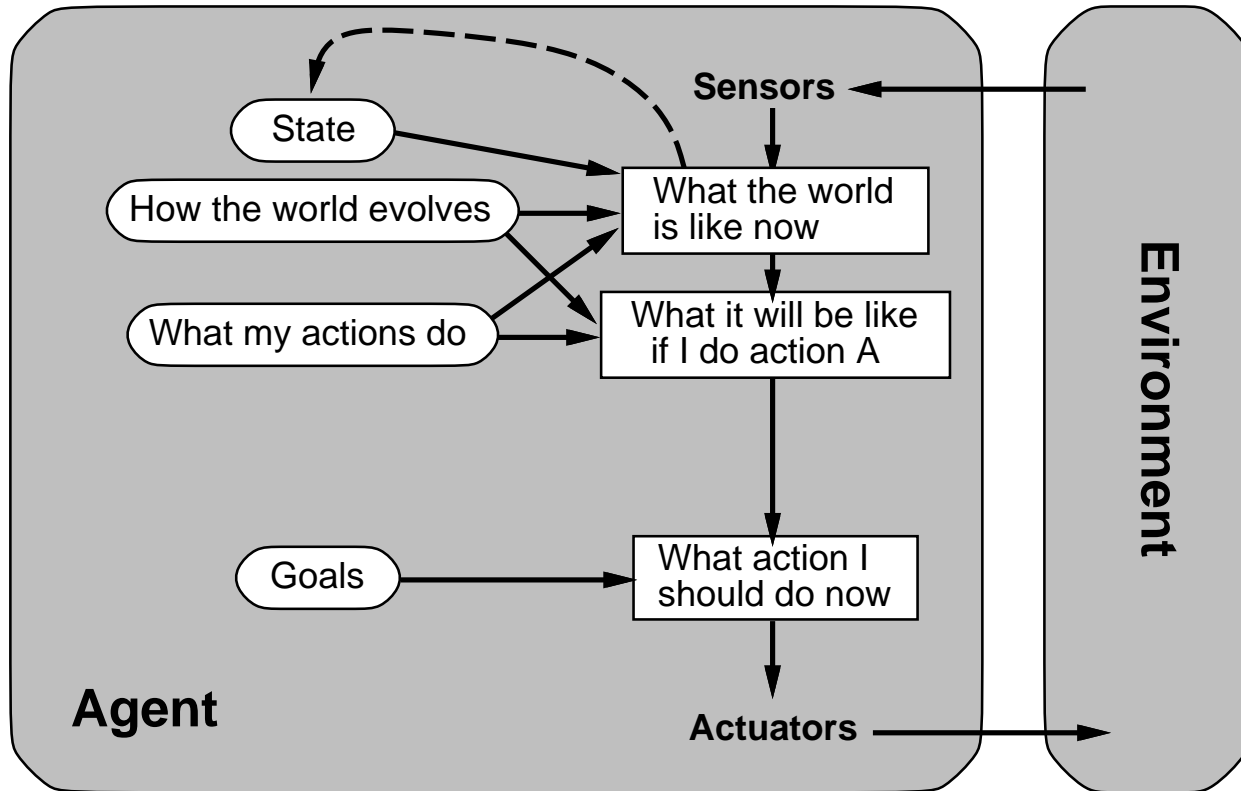 Sensors
State
What the world
is like now
How the world evolves
What it will be like
if I do action A
What my actions do
Environment
What action I
should do now
Goals
Agent
Actuators